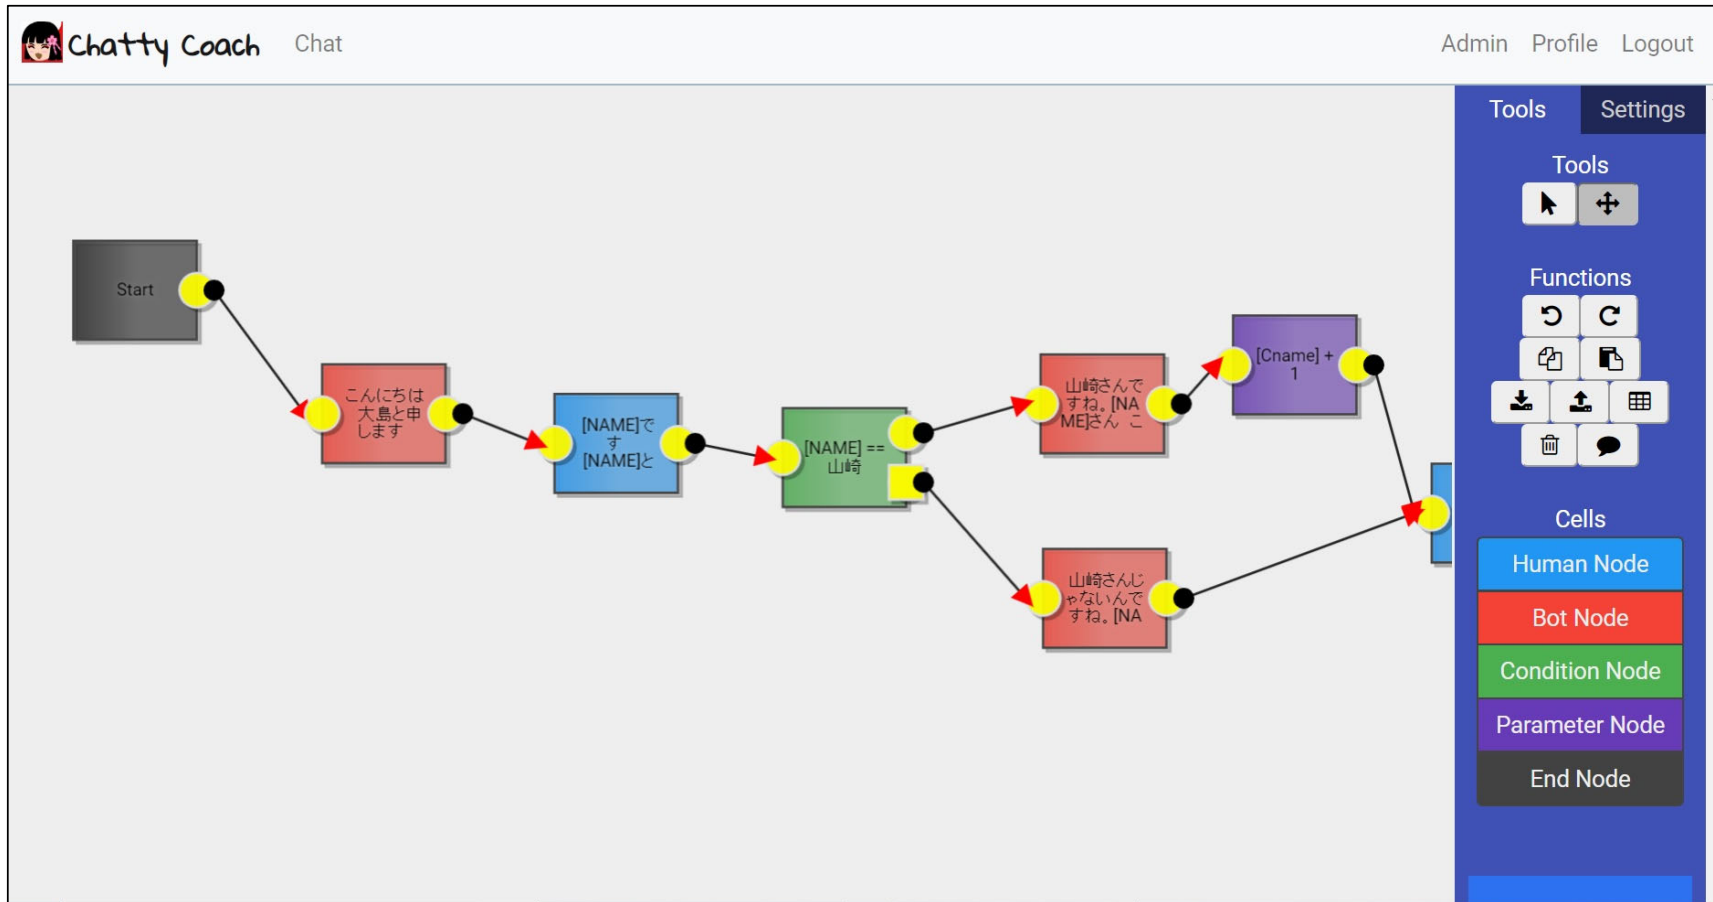 Chatty Coach
Chat
Admin
Profile
Logout
Start
こんにちは
大島と申
します
[NAME]で
す
[NAME]と
[NAME] ==
山崎
山崎さんで
すね。[NA
ME]さん こ
[Cname] +
1
山崎さんじ
ゃないんで
すね。[NA
Tools
Settings
Tools
Functions
Cells
Human Node
Bot Node
Condition Node
Parameter Node
End Node